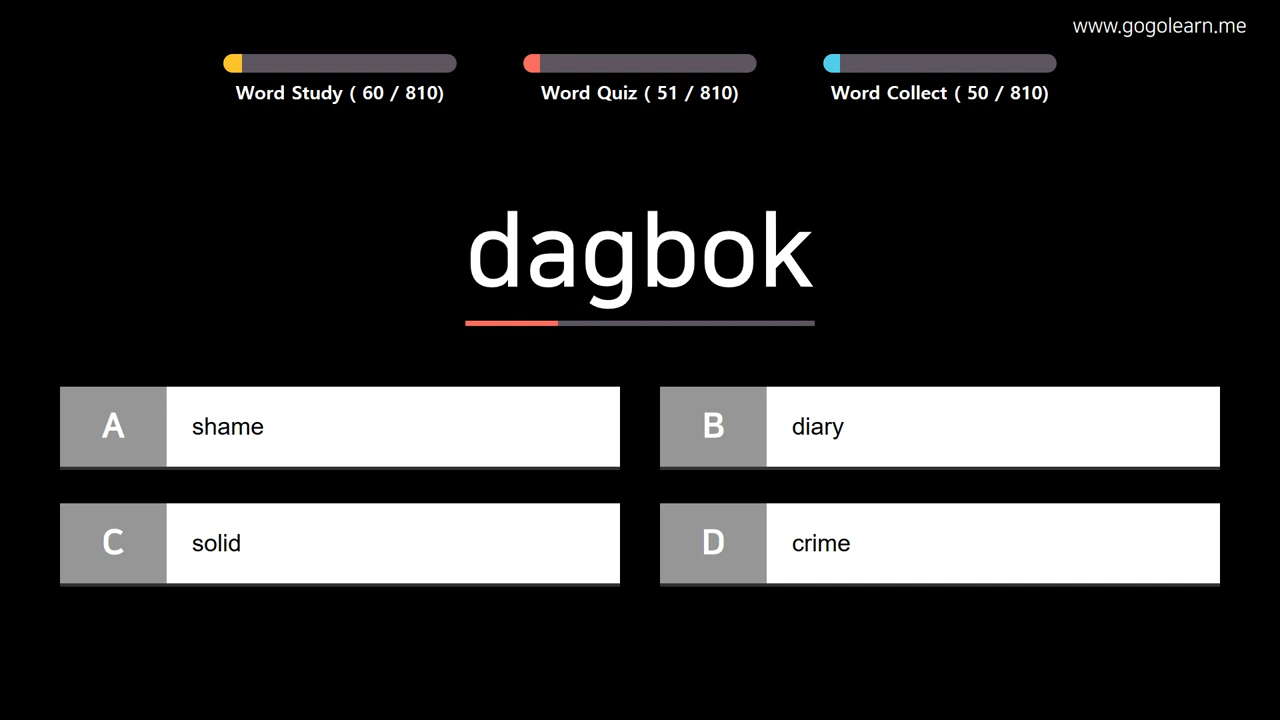 www.gogolearn.me
Word Study ( 60 / 810)
Word Quiz ( 51 / 810)
Word Collect ( 50 / 810)
dagbok
A shame
B diary
C solid
D crime